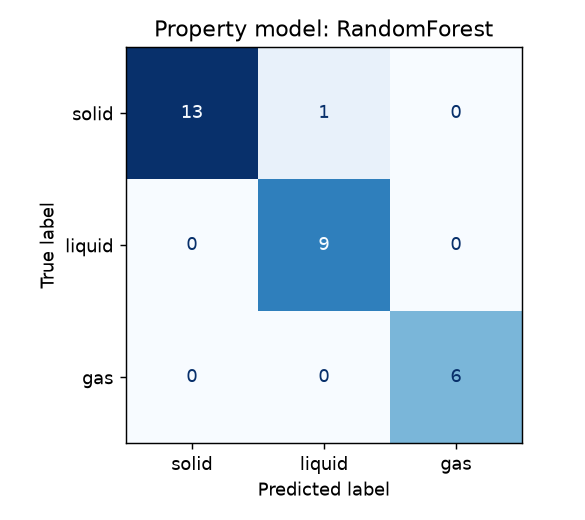 Property model: RandomForest
solid 13 1 0
True label
liquid 0 9 0
gas 0 0 6
solid liquid gas
Predicted label